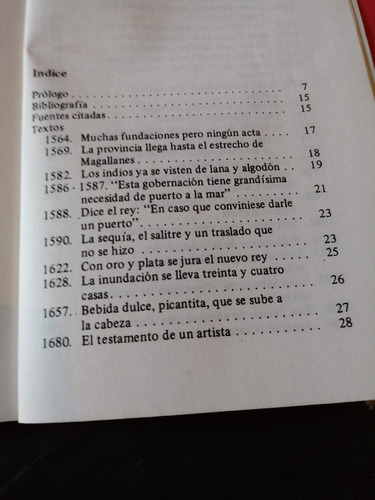 Indice
Prólogo . . . . . . . . . . . . . . . . . . . . . . . . . . . . . . 7
Bibliografía . . . . . . . . . . . . . . . . . . . . . . . . . . . 15
Fuentes citadas . . . . . . . . . . . . . . . . . . . . . . . . 15
Textos
1564. Muchas fundaciones pero ningún acta . . . . 17
1569. La provincia llega hasta el estrecho de
Magallanes . . . . . . . . . . . . . . . . . . . . . . . 18
1582. Los indios ya se visten de lana y algodón . . 19
1586 - 1587. “Esta gobernación tiene grandísima
necesidad de puerto a la mar” . . . . . . . . . . 21
1588. Dice el rey: “En caso que conviniese darle
un puerto” . . . . . . . . . . . . . . . . . . . . . . . 23
1590. La sequía, el salitre y un traslado que
no se hizo . . . . . . . . . . . . . . . . . . . . . . . 23
1622. Con oro y plata se jura el nuevo rey . . . . . 25
1628. La inundación se lleva treinta y cuatro
casas . . . . . . . . . . . . . . . . . . . . . . . . . . . 26
1657. Bebida dulce, picantita, que se sube a
la cabeza . . . . . . . . . . . . . . . . . . . . . . . . 27
1680. El testamento de un artista . . . . . . . . . . . . 28